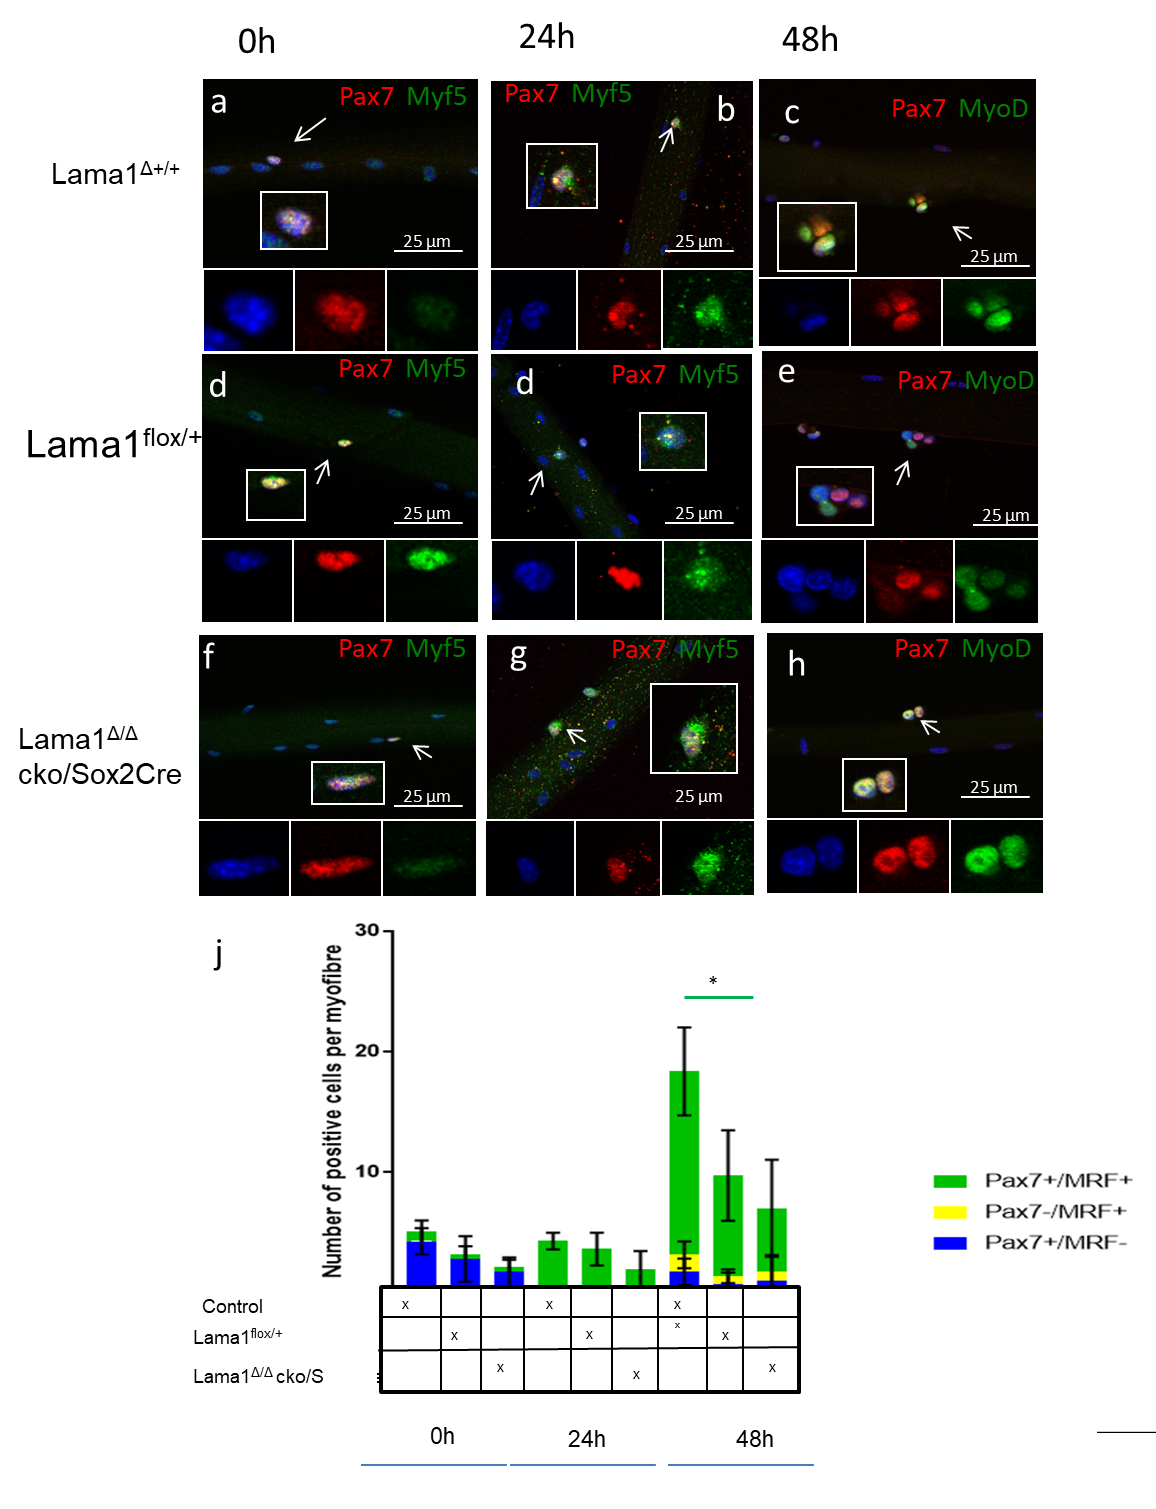 0h 24h 48h
Lama1Δ+/+
a Pax7 Myf5 25 µm
Pax7 Myf5 b 25 µm
c Pax7 MyoD 25 µm
Lama1flox/+
d Pax7 Myf5 25 µm
d Pax7 Myf5 25 µm
e Pax7 MyoD 25 µm
Lama1Δ/Δ
cko/Sox2Cre
f Pax7 Myf5 25 µm
g Pax7 Myf5 25 µm
h Pax7 MyoD 25 µm
j
Number of positive cells per myofibre
30
20
10
*
Pax7+/MRF+
Pax7-/MRF+
Pax7+/MRF-
Control x x x
Lama1flox/+ x x x x
Lama1Δ/Δ cko/S x x x
0h 24h 48h